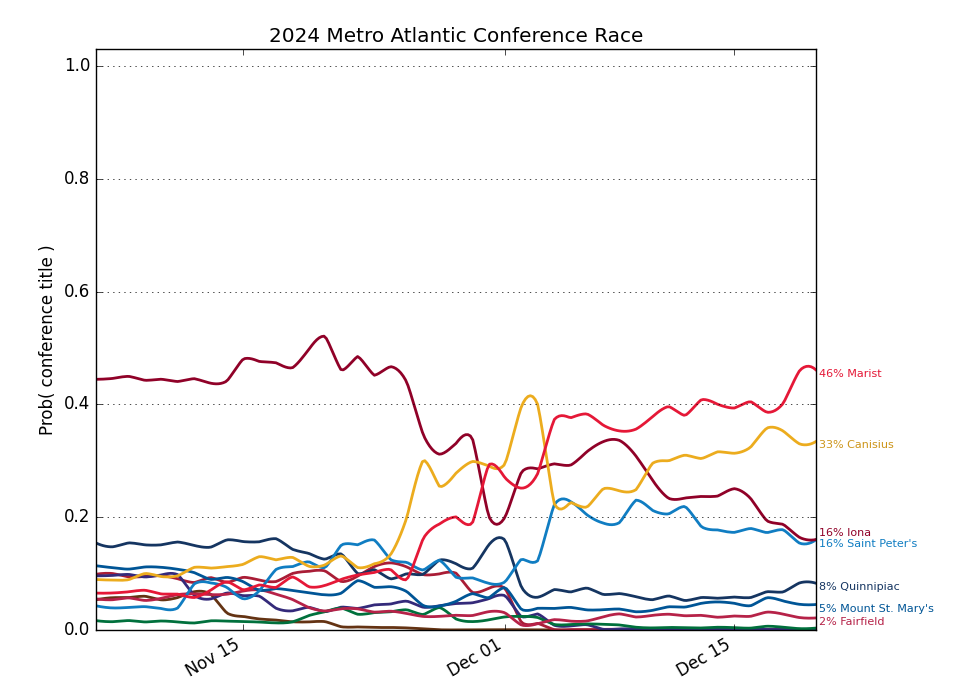 2024 Metro Atlantic Conference Race
Prob( conference title )
1.0
0.8
0.6
0.4
0.2
0.0
Nov 15
Dec 01
Dec 15
46% Marist
33% Canisius
16% Iona
16% Saint Peter's
8% Quinnipiac
5% Mount St. Mary's
2% Fairfield